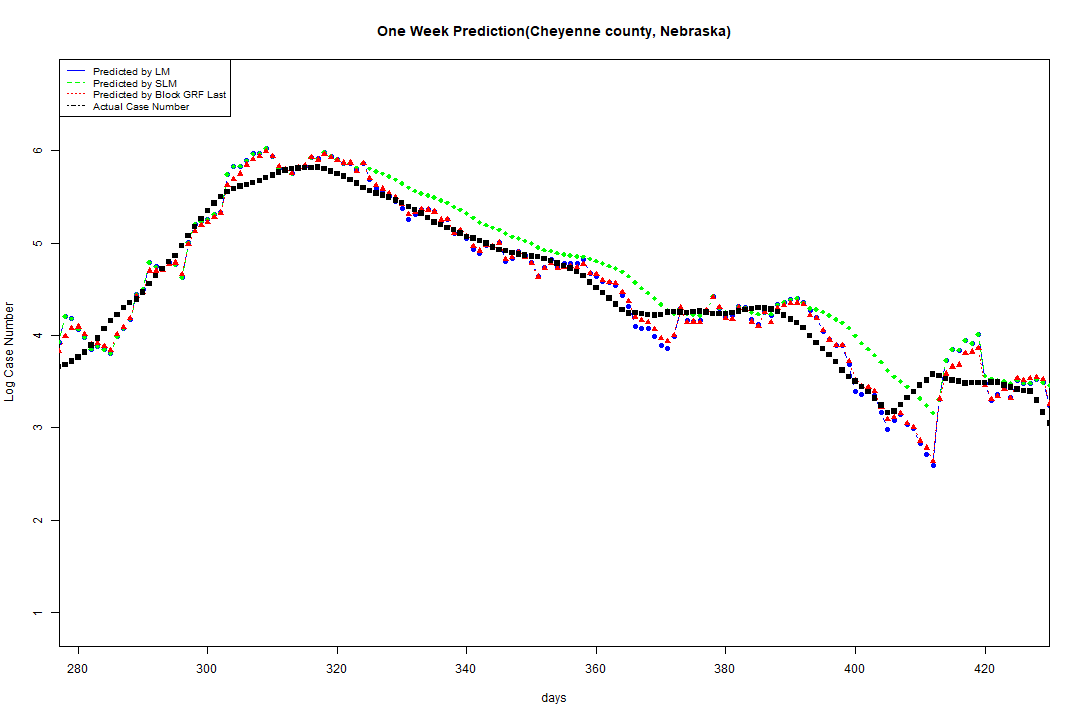 One Week Prediction(Cheyenne county, Nebraska)
Predicted by LM
Predicted by SLM
Predicted by Block GRF Last
Actual Case Number
Log Case Number
6
5
4
3
2
1
280 300 320 340 360 380 400 420
days